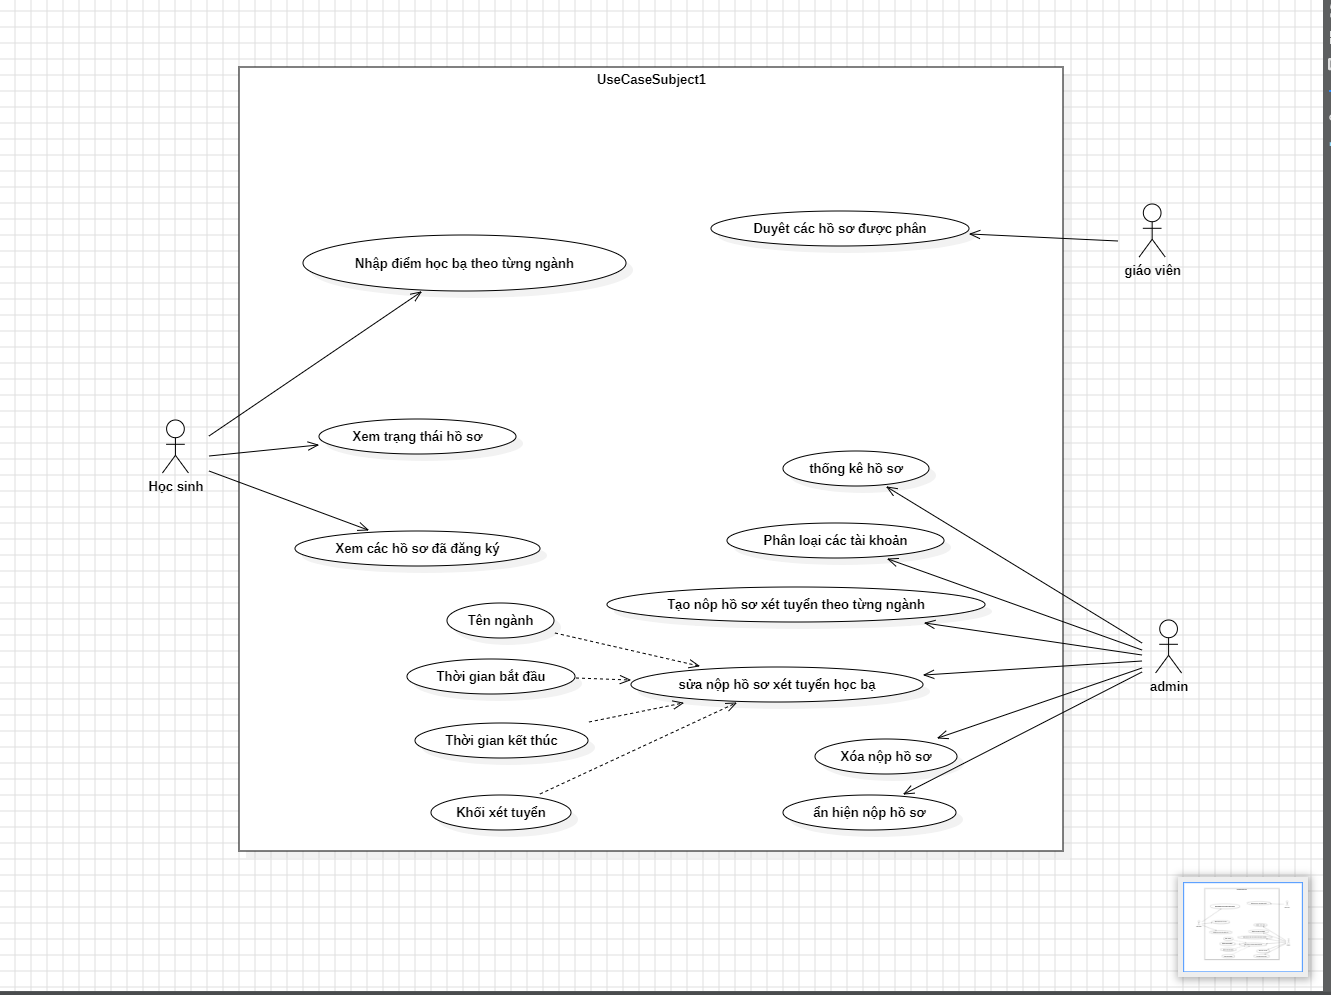 UseCaseSubject1
Duyêt các hồ sơ được phân
giáo viên
Nhập điểm học bạ theo từng ngành
Xem trạng thái hồ sơ
Học sinh
thống kê hồ sơ
Phân loại các tài khoản
Xem các hồ sơ đã đăng ký
Tạo nôp hồ sơ xét tuyển theo từng ngành
Tên ngành
Thời gian bắt đầu
sửa nộp hồ sơ xét tuyển học bạ
admin
Thời gian kết thúc
Xóa nộp hồ sơ
Khối xét tuyển
ẩn hiện nộp hồ sơ